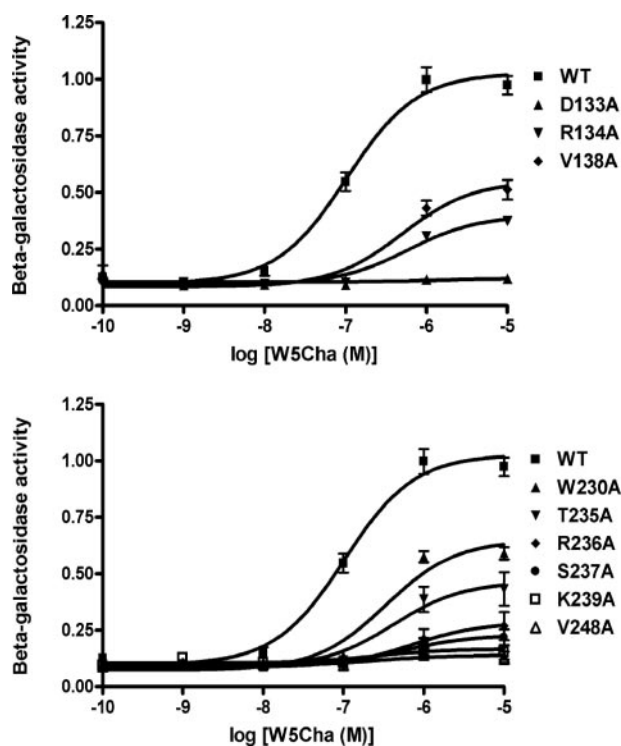 Beta-galactosidase activity
1.25
1.00
0.75
0.50
0.25
0.00
-10 -9 -8 -7 -6 -5
log [W5Cha (M)]
WT
D133A
R134A
V138A
Beta-galactosidase activity
1.25
1.00
0.75
0.50
0.25
0.00
-10 -9 -8 -7 -6 -5
log [W5Cha (M)]
WT
W230A
T235A
R236A
S237A
K239A
V248A